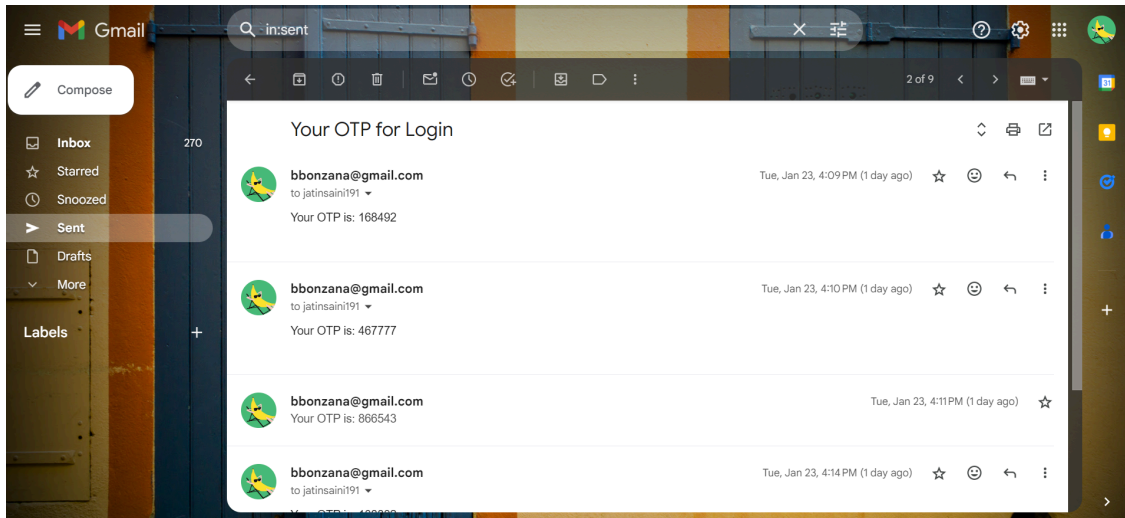 Gmail
in:sent
Compose
2 of 9
31
Inbox 270
Starred
Snoozed
Sent
Drafts
More
Labels
Your OTP for Login
bbonzana@gmail.com Tue, Jan 23, 4:09 PM (1 day ago)
to jatinsaini191
Your OTP is: 168492
bbonzana@gmail.com Tue, Jan 23, 4:10 PM (1 day ago)
to jatinsaini191
Your OTP is: 467777
bbonzana@gmail.com Tue, Jan 23, 4:11 PM (1 day ago)
Your OTP is: 866543
bbonzana@gmail.com Tue, Jan 23, 4:14 PM (1 day ago)
to jatinsaini191
Your OTP is: